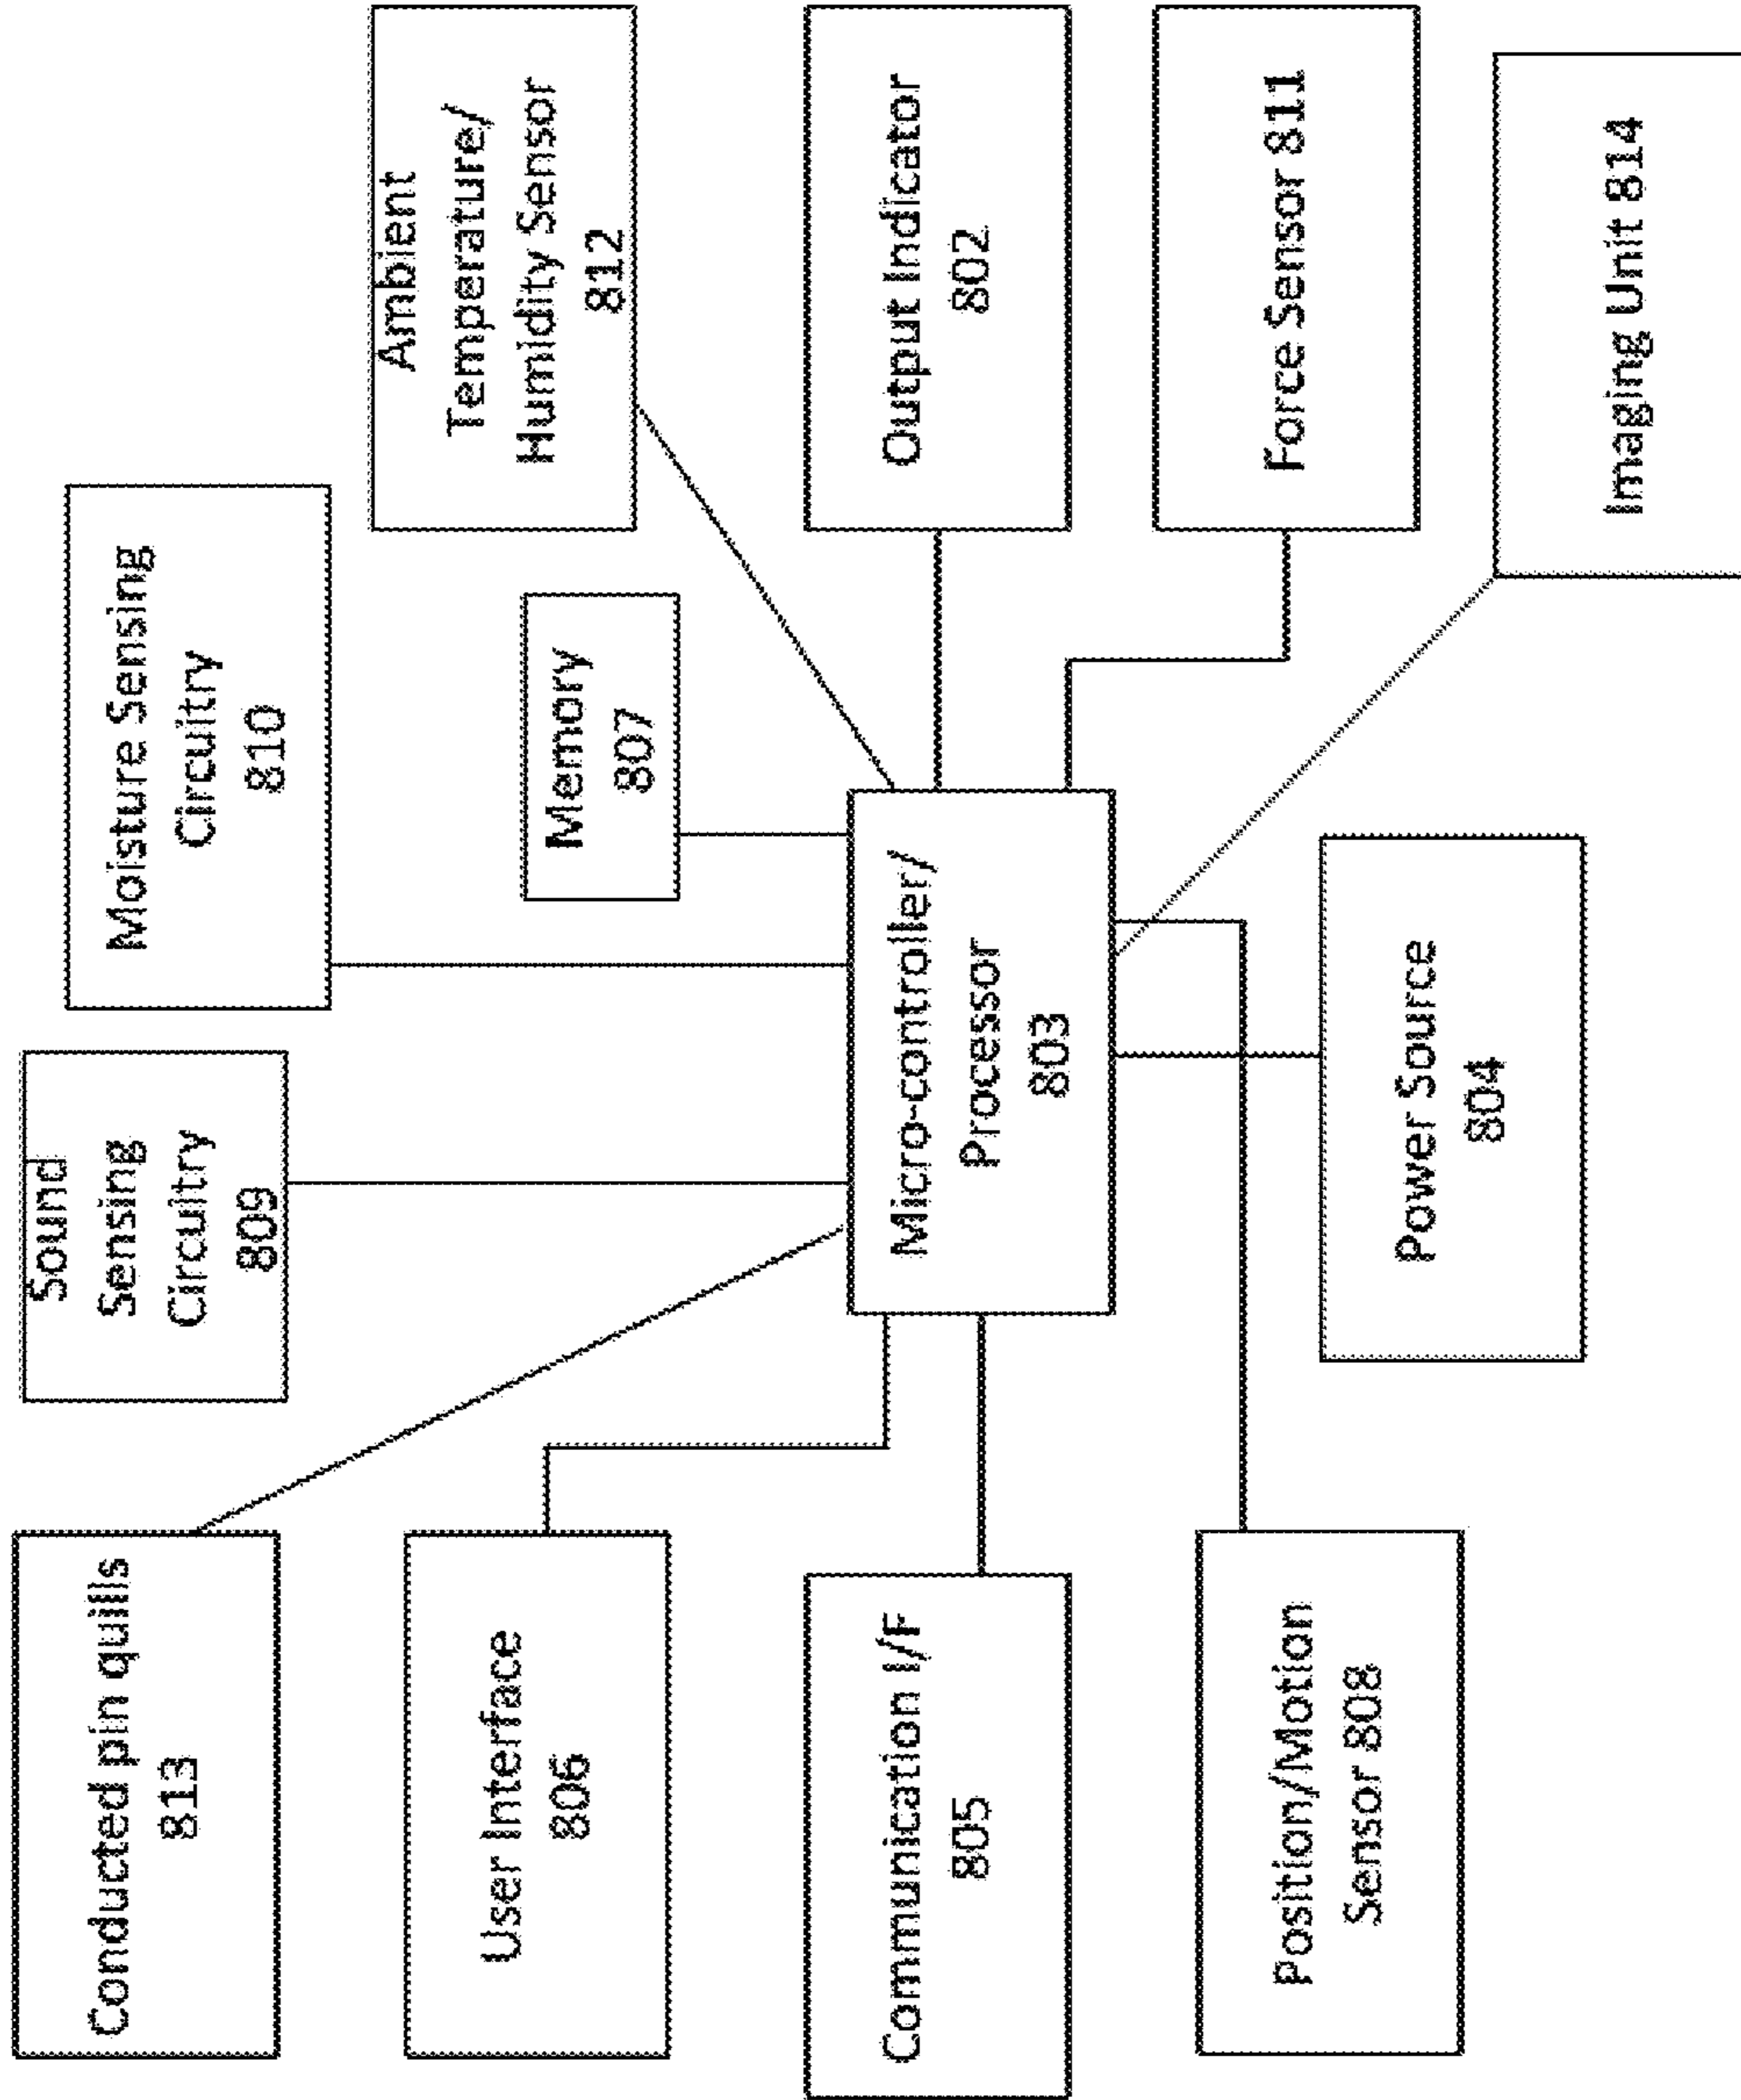 Conducted pin quills
813
Sound
Sensing
Circuitry
809
Moisture Sensing
Circuitry
810
Ambient
Temperature/
Humidity Sensor
812
User Interface
806
Memory
807
Communication I/F
805
Micro-controller/
Processor
803
Output Indicator
802
Position/Motion
Sensor 808
Power Source
804
Force Sensor 811
Imaging Unit 814